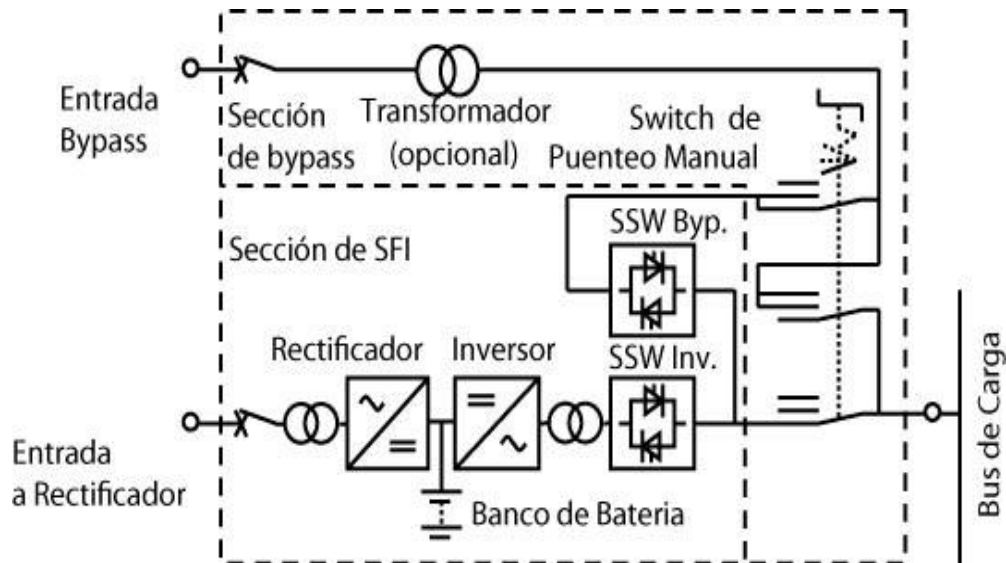 Entrada
Bypass
Sección
de bypass
Transformador
(opcional)
Switch de
Puenteo Manual
SSW Byp.
Sección de SFI
Rectificador
Inversor
SSW Inv.
Entrada
a Rectificador
Banco de Bateria
Bus de Carga